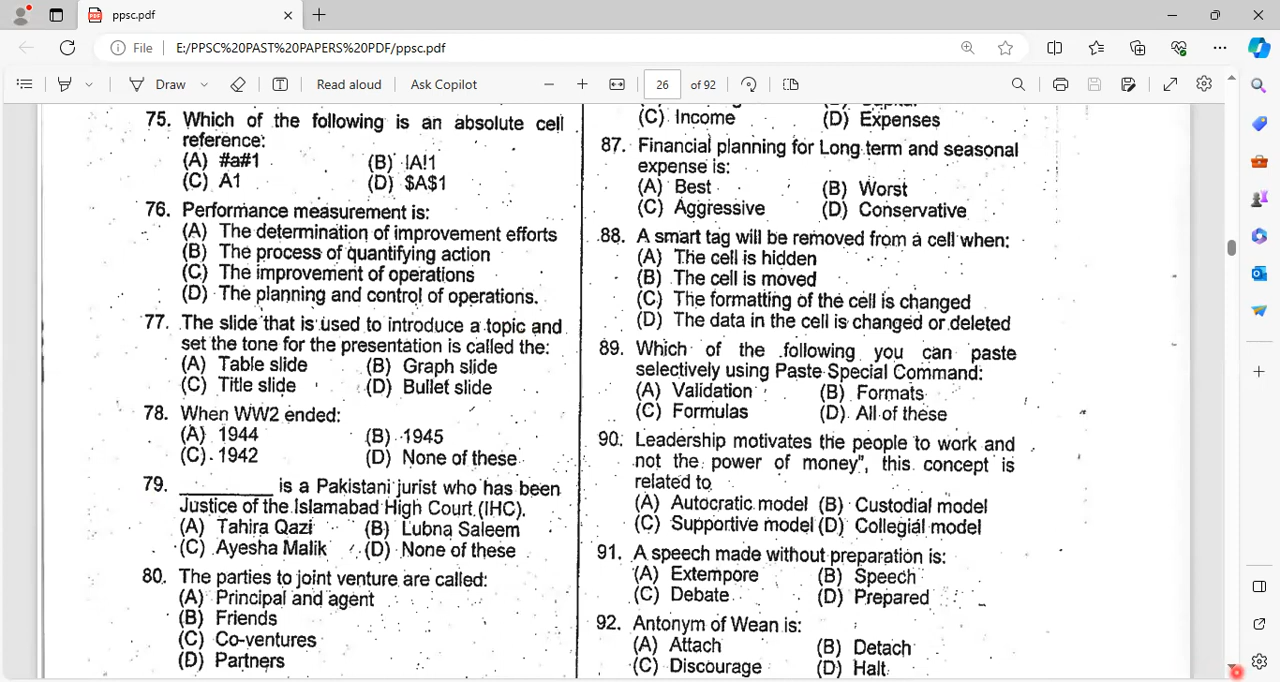 ppsc.pdf
File
E:/PPSC%20PAST%20PAPERS%20PDF/ppsc.pdf
Draw
Read aloud
Ask Copilot
26
of 92
75. Which of the following is an absolute cell
reference:
(A) #a#1 (B) !A!1
(C) A1 (D) $A$1
76. Performance measurement is:
(A) The determination of improvement efforts
(B) The process of quantifying action
(C) The improvement of operations
(D) The planning and control of operations.
77. The slide that is used to introduce a topic and
set the tone for the presentation is called the:
(A) Table slide (B) Graph slide
(C) Title slide (D) Bullet slide
78. When WW2 ended:
(A) 1944 (B) 1945
(C) 1942 (D) None of these
79. ________ is a Pakistani jurist who has been
Justice of the Islamabad High Court (IHC).
(A) Tahira Qazi (B) Lubna Saleem
(C) Ayesha Malik (D) None of these
80. The parties to joint venture are called:
(A) Principal and agent
(B) Friends
(C) Co-ventures
(D) Partners
(C) Income (D) Expenses
87. Financial planning for Long term and seasonal
expense is:
(A) Best (B) Worst
(C) Aggressive (D) Conservative
88. A smart tag will be removed from a cell when:
(A) The cell is hidden
(B) The cell is moved
(C) The formatting of the cell is changed
(D) The data in the cell is changed or deleted
89. Which of the following you can paste
selectively using Paste Special Command:
(A) Validation (B) Formats
(C) Formulas (D) All of these
90. Leadership motivates the people to work and
not the power of money", this concept is
related to
(A) Autocratic model (B) Custodial model
(C) Supportive model (D) Collegial model
91. A speech made without preparation is:
(A) Extempore (B) Speech
(C) Debate (D) Prepared
92. Antonym of Wean is:
(A) Attach (B) Detach
(C) Discourage (D) Halt